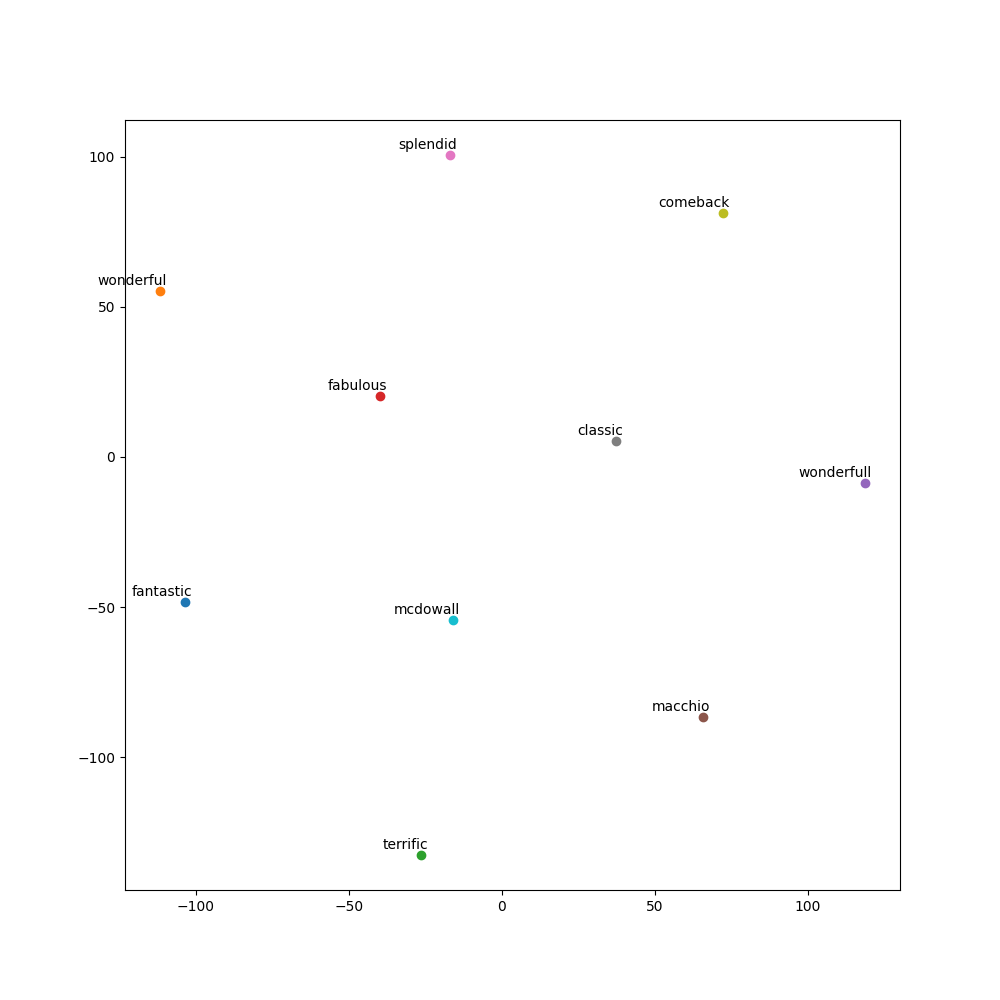 splendid
comeback
wonderful
fabulous
classic
wonderfull
fantastic
mcdowall
macchio
terrific
100
50
0
−50
−100
−100
−50
0
50
100